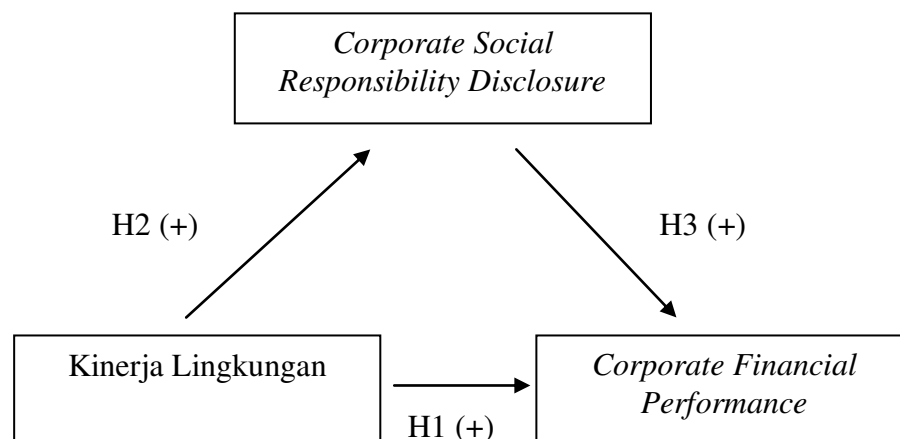 Corporate Social
Responsibility Disclosure
H2 (+)
H3 (+)
Kinerja Lingkungan
Corporate Financial
Performance
H1 (+)